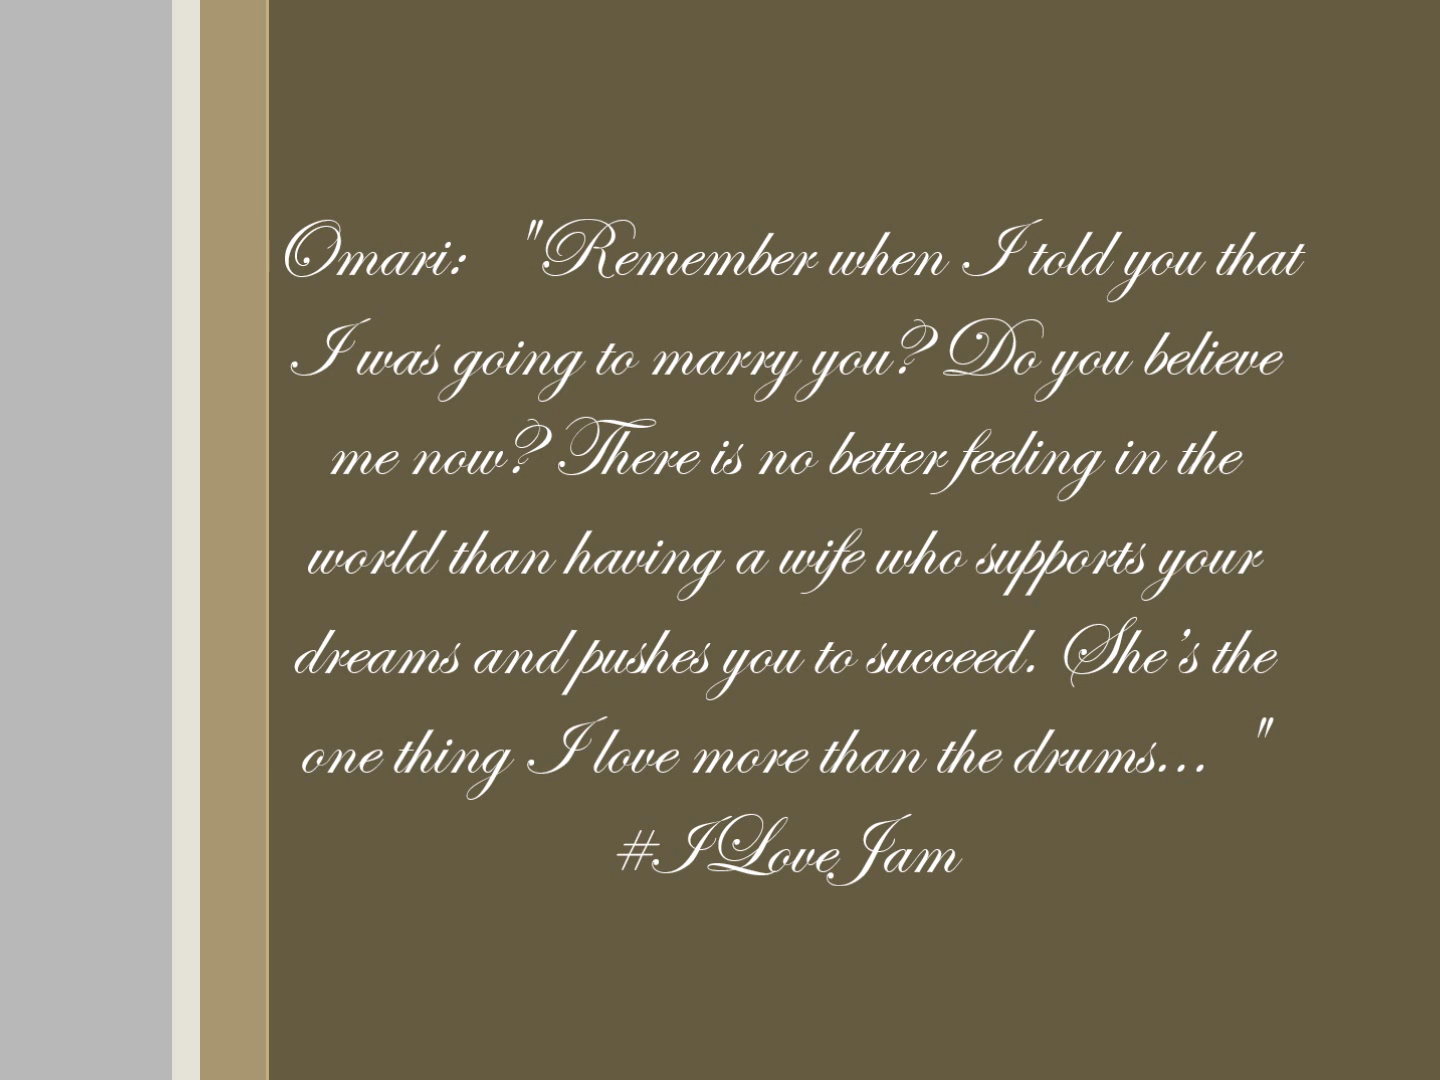 Omari: "Remember when I told you that
I was going to marry you? Do you believe
me now? There is no better feeling in the
world than having a wife who supports your
dreams and pushes you to succeed. She's the
one thing I love more than the drums... "
#ILoveJam